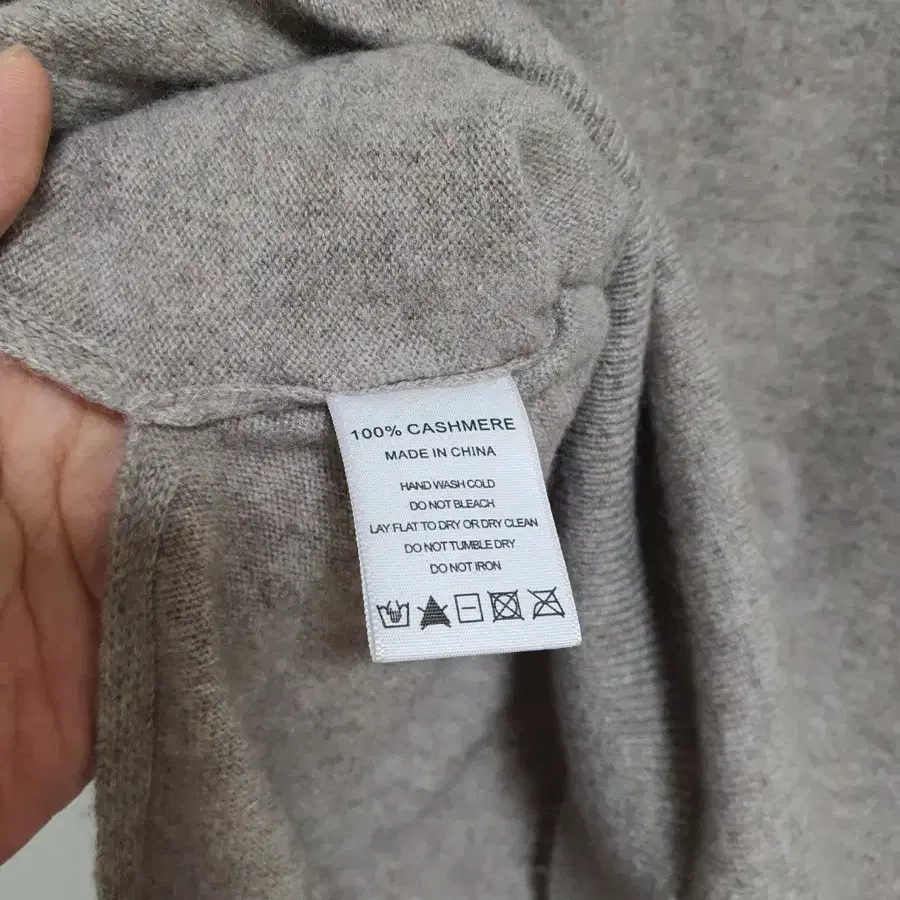 100% CASHMERE
MADE IN CHINA
HAND WASH COLD
DO NOT BLEACH
LAY FLAT TO DRY OR DRY CLEAN
DO NOT TUMBLE DRY
DO NOT IRON